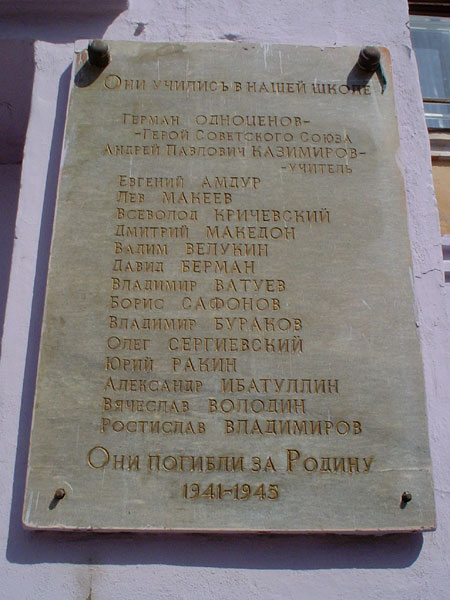 Они учились в нашей школе
Герман ОДНОЦЕНОВ-
-Герой Советского Союза
Андрей Павлович КАЗИМИРОВ-
-учитель
Евгений АМДУР
Лев МАКЕЕВ
Всеволод КРИЧЕВСКИЙ
Дмитрий МАКЕДОН
Вадим ВЕЛУКИН
Давид БЕРМАН
Владимир ВАТУЕВ
Борис САФОНОВ
Владимир БУРАКОВ
Олег СЕРГИЕВСКИЙ
Юрий РАКИН
Александр ИБАТУЛЛИН
Вячеслав ВОЛОДИН
Ростислав ВЛАДИМИРОВ
Они погибли за Родину
1941-1945